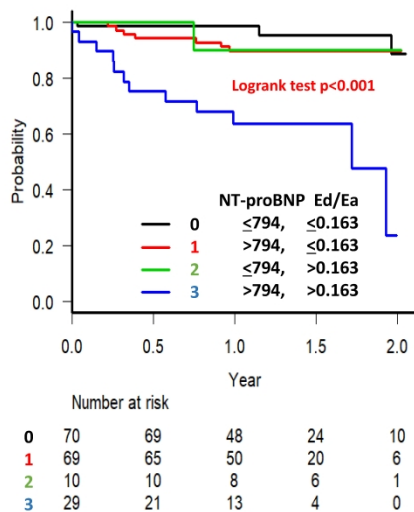 1.0
0.8
0.6
0.4
0.2
0.0
Probability
Logrank test p<0.001
NT-proBNP Ed/Ea
0 ≤794, ≤0.163
1 >794, ≤0.163
2 ≤794, >0.163
3 >794, >0.163
0.0 0.5 1.0 1.5 2.0
Year
Number at risk
0 70 69 48 24 10
1 69 65 50 20 6
2 10 10 8 6 1
3 29 21 13 4 0